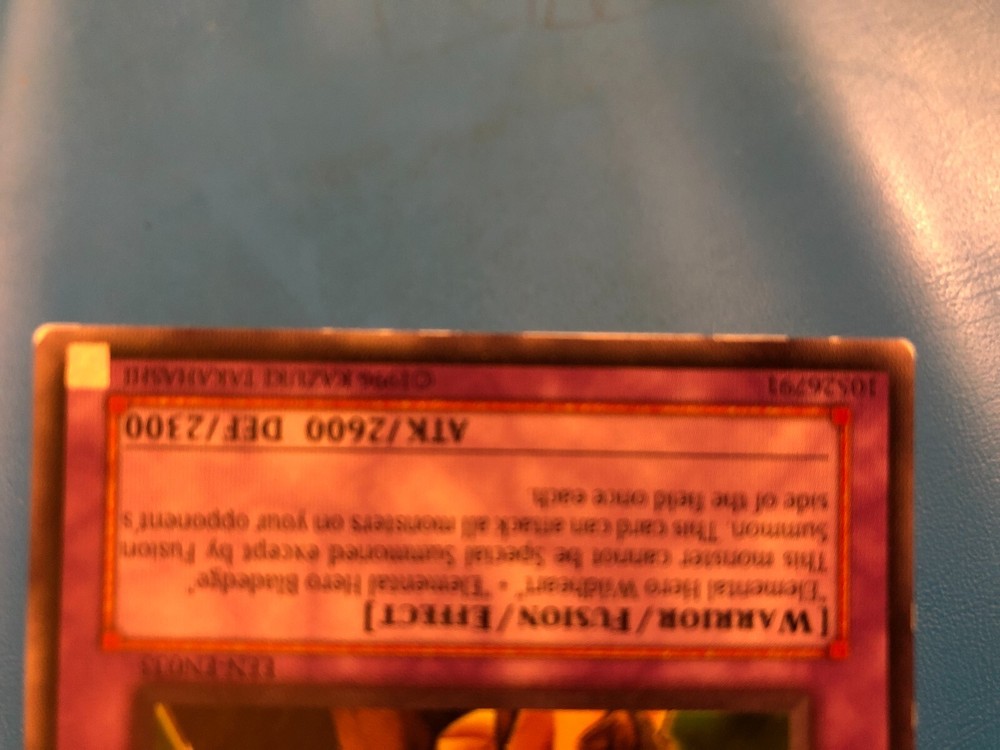 EEN-EN033
[WARRIOR/FUSION/EFFECT]
"Elemental Hero Wildheart" + "Elemental Hero Bladedge"
This monster cannot be Special Summoned except by Fusion
Summon. This card can attack all monsters on your opponent's
side of the field once each.
ATK/2600 DEF/2300
10526791 ©1996 KAZUKI TAKAHASHI